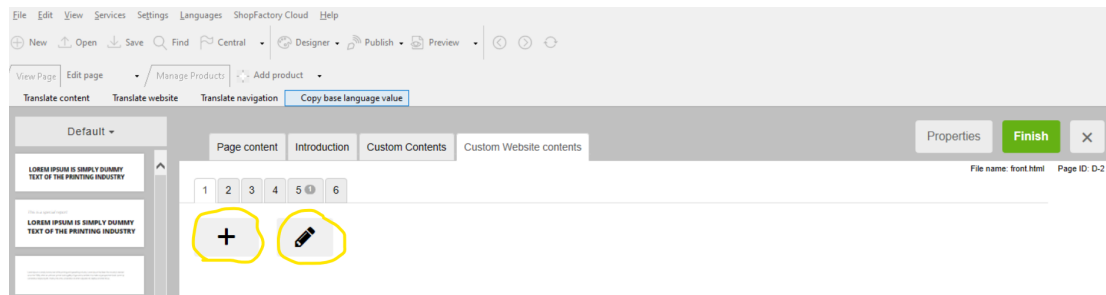 File Edit View Services Settings Languages ShopFactory Cloud Help
New Open Save Find Central Designer Publish Preview
View Page Edit page Manage Products Add product
Translate content Translate website Translate navigation Copy base language value
Default
Page content Introduction Custom Contents Custom Website contents
Properties Finish
File name: front.html Page ID: D-2
LOREM IPSUM IS SIMPLY DUMMY
TEXT OF THE PRINTING INDUSTRY
1 2 3 4 5 6
LOREM IPSUM IS SIMPLY DUMMY
TEXT OF THE PRINTING INDUSTRY